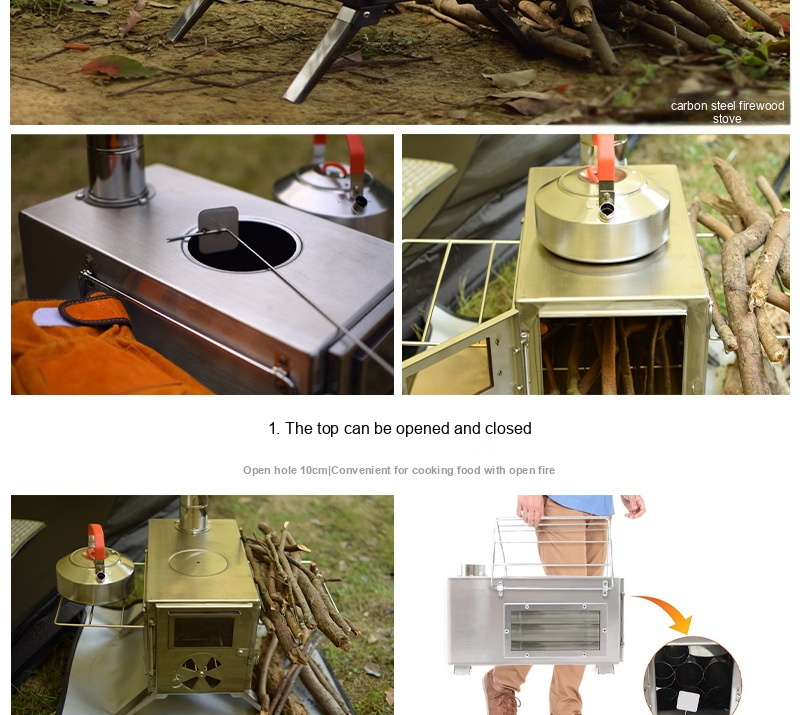 carbon steel firewood
stove
1. The top can be opened and closed
Open hole 10cm|Convenient for cooking food with open fire